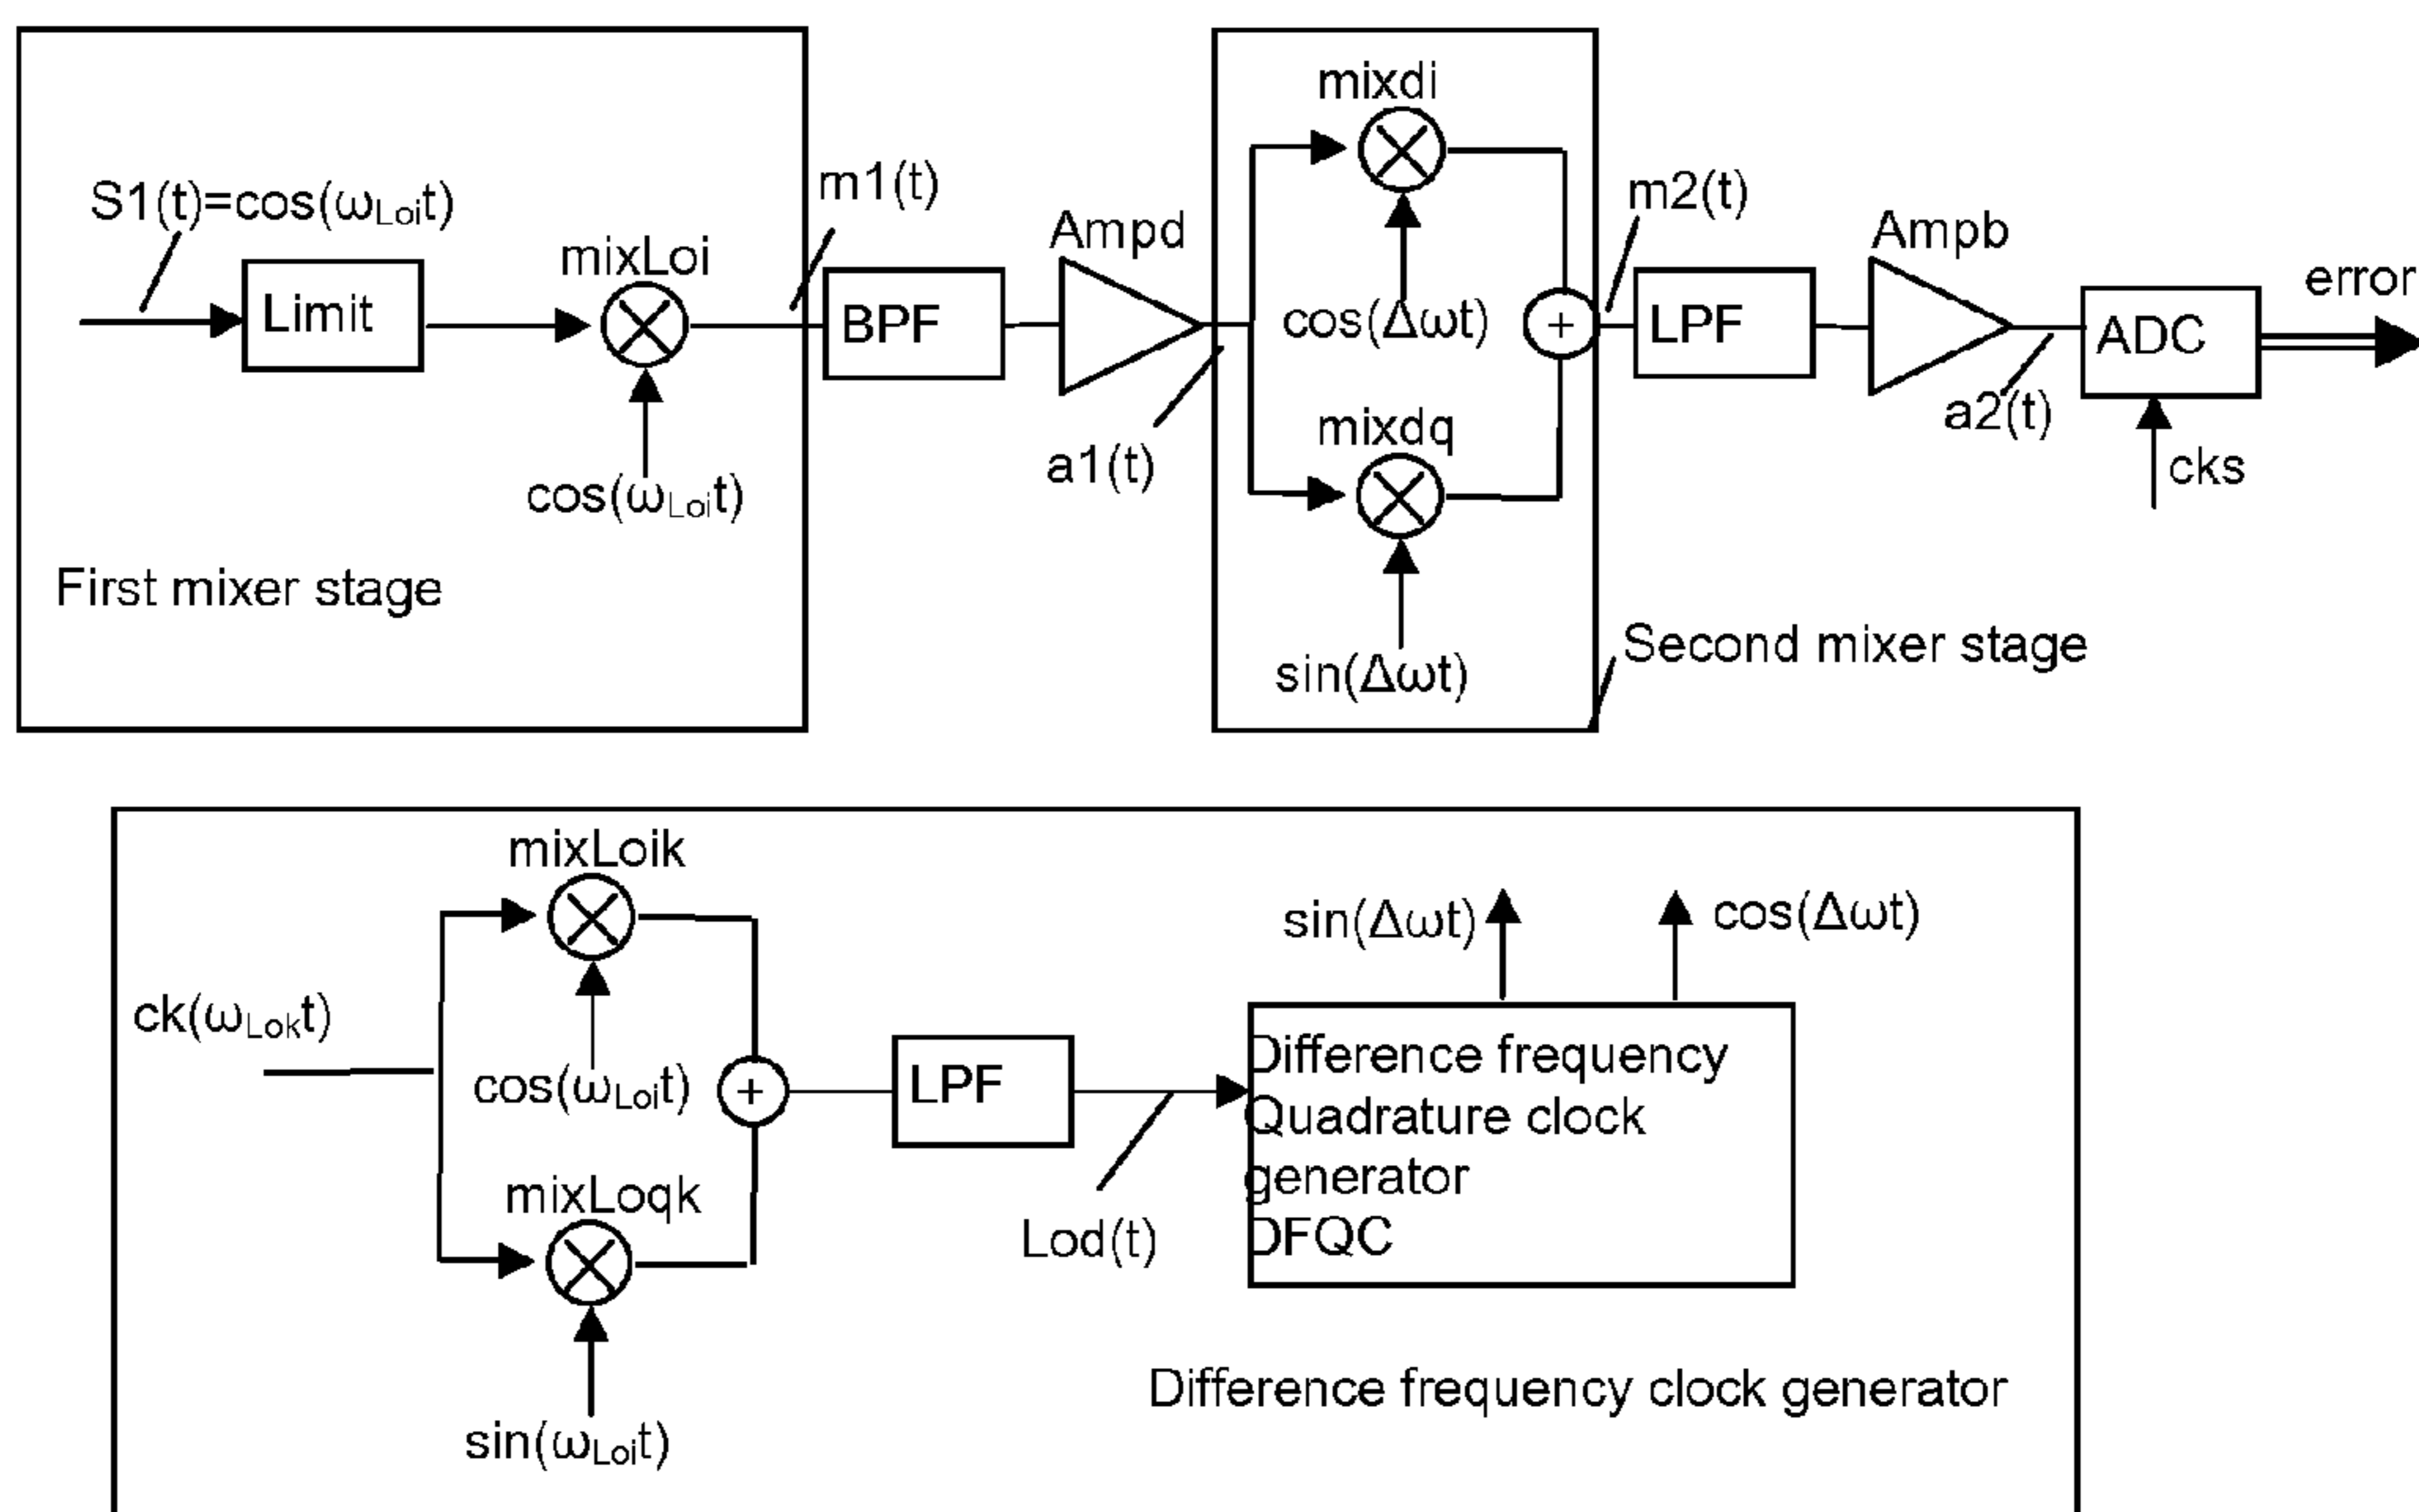 S1(t)=cos(ωLoit)
Limit
mixLoi
cos(ωLoit)
First mixer stage
m1(t)
BPF
Ampd
a1(t)
mixdi
cos(Δωt)
+
mixdq
sin(Δωt)
Second mixer stage
m2(t)
LPF
Ampb
a2(t)
ADC
cks
error
ck(ωLokt)
mixLoik
cos(ωLoit)
mixLoqk
sin(ωLoit)
+
LPF
Lod(t)
sin(Δωt)
cos(Δωt)
Difference frequency
Quadrature clock
generator
DFQC
Difference frequency clock generator